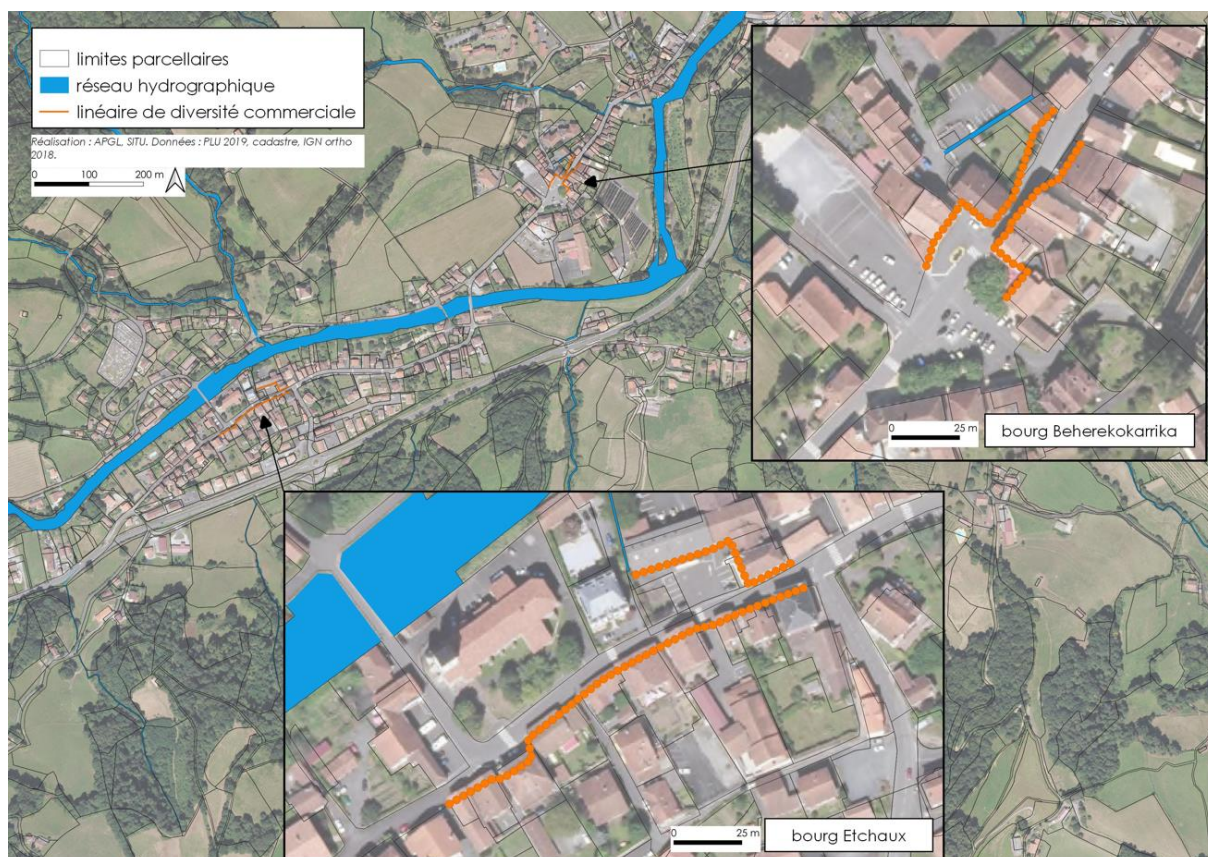 limites parcellaires
réseau hydrographique
linéaire de diversité commerciale
Réalisation : APGL, SITU. Données : PLU 2019, cadastre, IGN ortho
2018.
0 100 200 m
0 25 m
bourg Beherekokarrika
0 25 m
bourg Etchaux